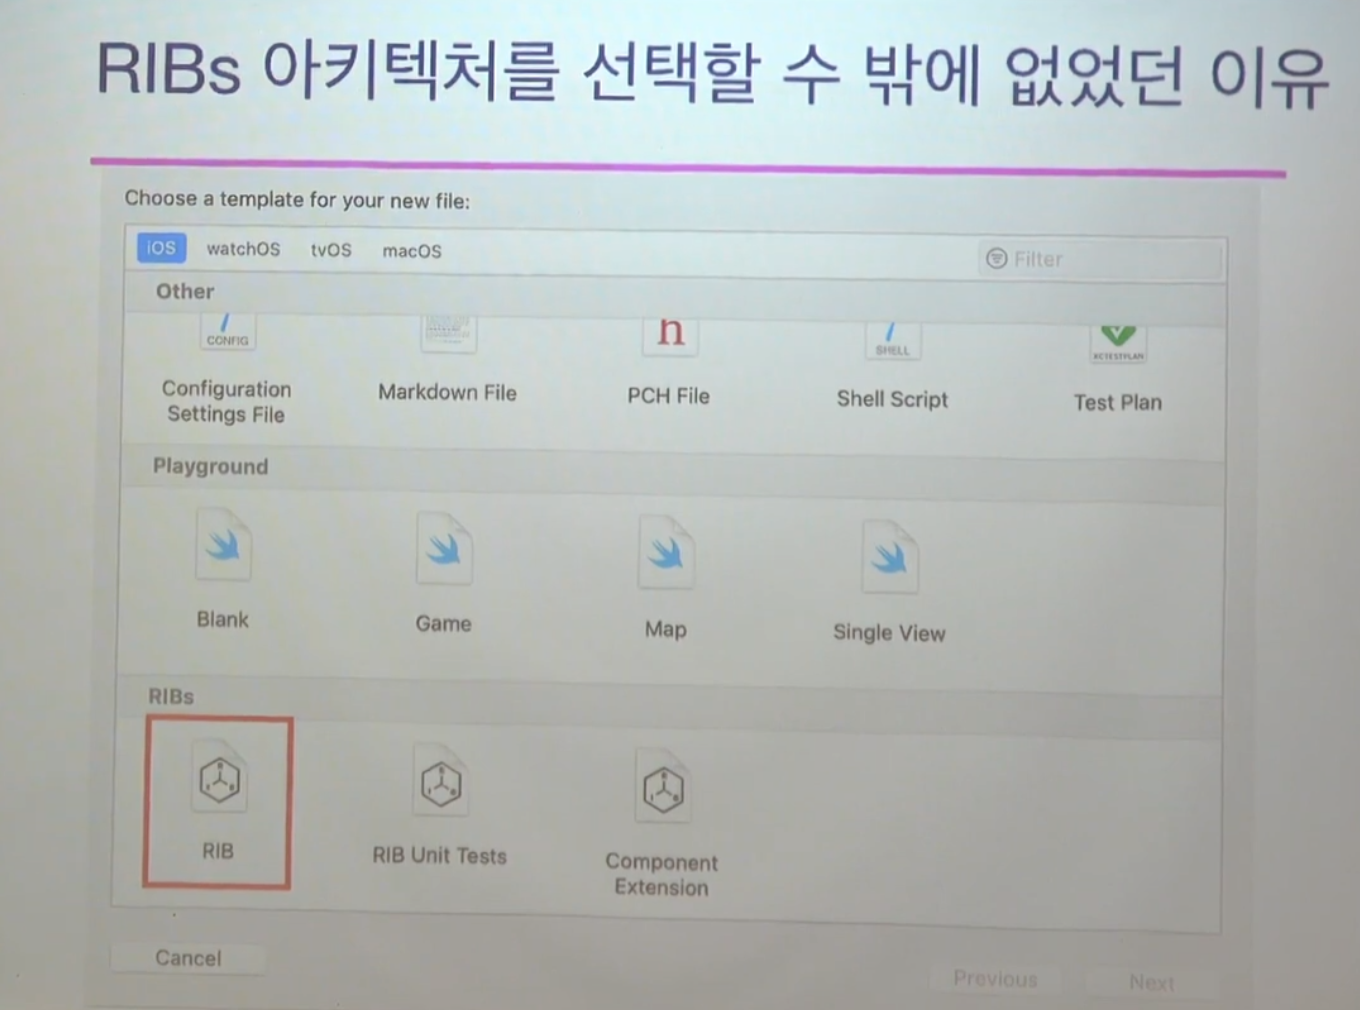 RIBs 아키텍처를 선택할 수 밖에 없었던 이유
Choose a template for your new file:
iOS watchOS tvOS macOS Filter
Other
CONFIG n SHELL XCTESTPLAN
Configuration Settings File
Markdown File
PCH File
Shell Script
Test Plan
Playground
Blank Game Map Single View
RIBs
RIB
RIB Unit Tests
Component Extension
Cancel Previous Next